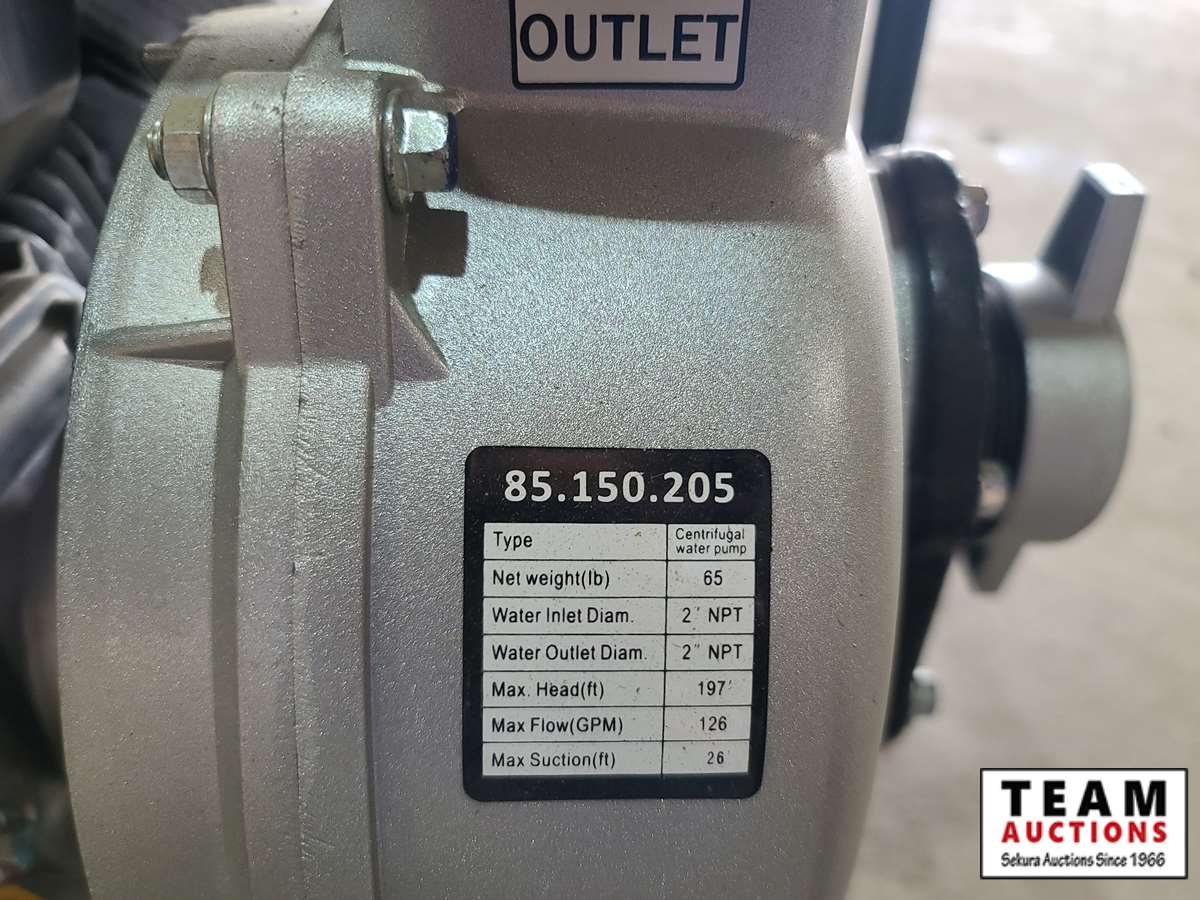 OUTLET
85.150.205
Type Centrifugal water pump
Net weight(lb) 65
Water Inlet Diam. 2' NPT
Water Outlet Diam. 2" NPT
Max. Head(ft) 197'
Max Flow(GPM) 126
Max Suction(ft) 26'
TEAM
AUCTIONS
Sekura Auctions Since 1966